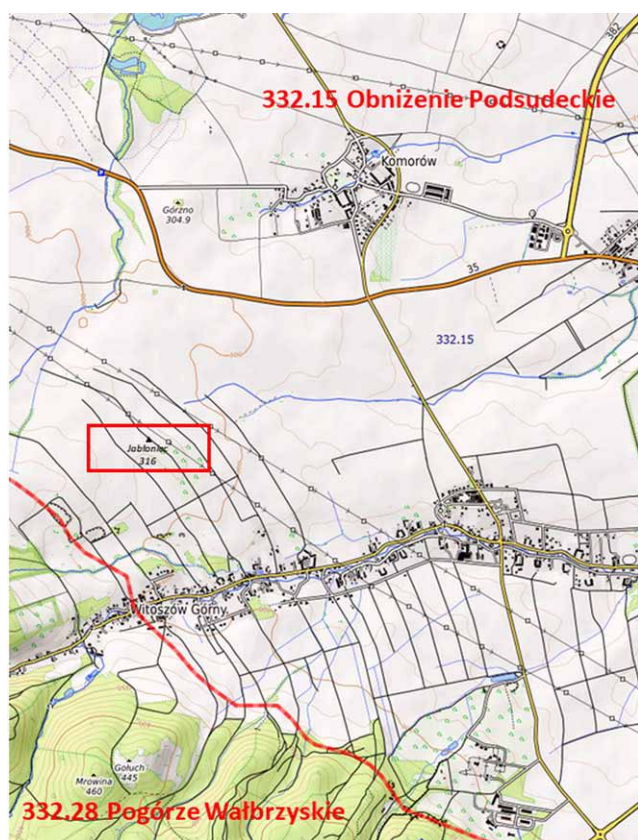 382
332.15 Obniżenie Podsudeckie
Komorów
Górzno
304.9
35
332.15
Jabłoniec
316
Witoszów Górny
Gołuch
445
Mrowina
460
332.28 Pogórze Wałbrzyskie